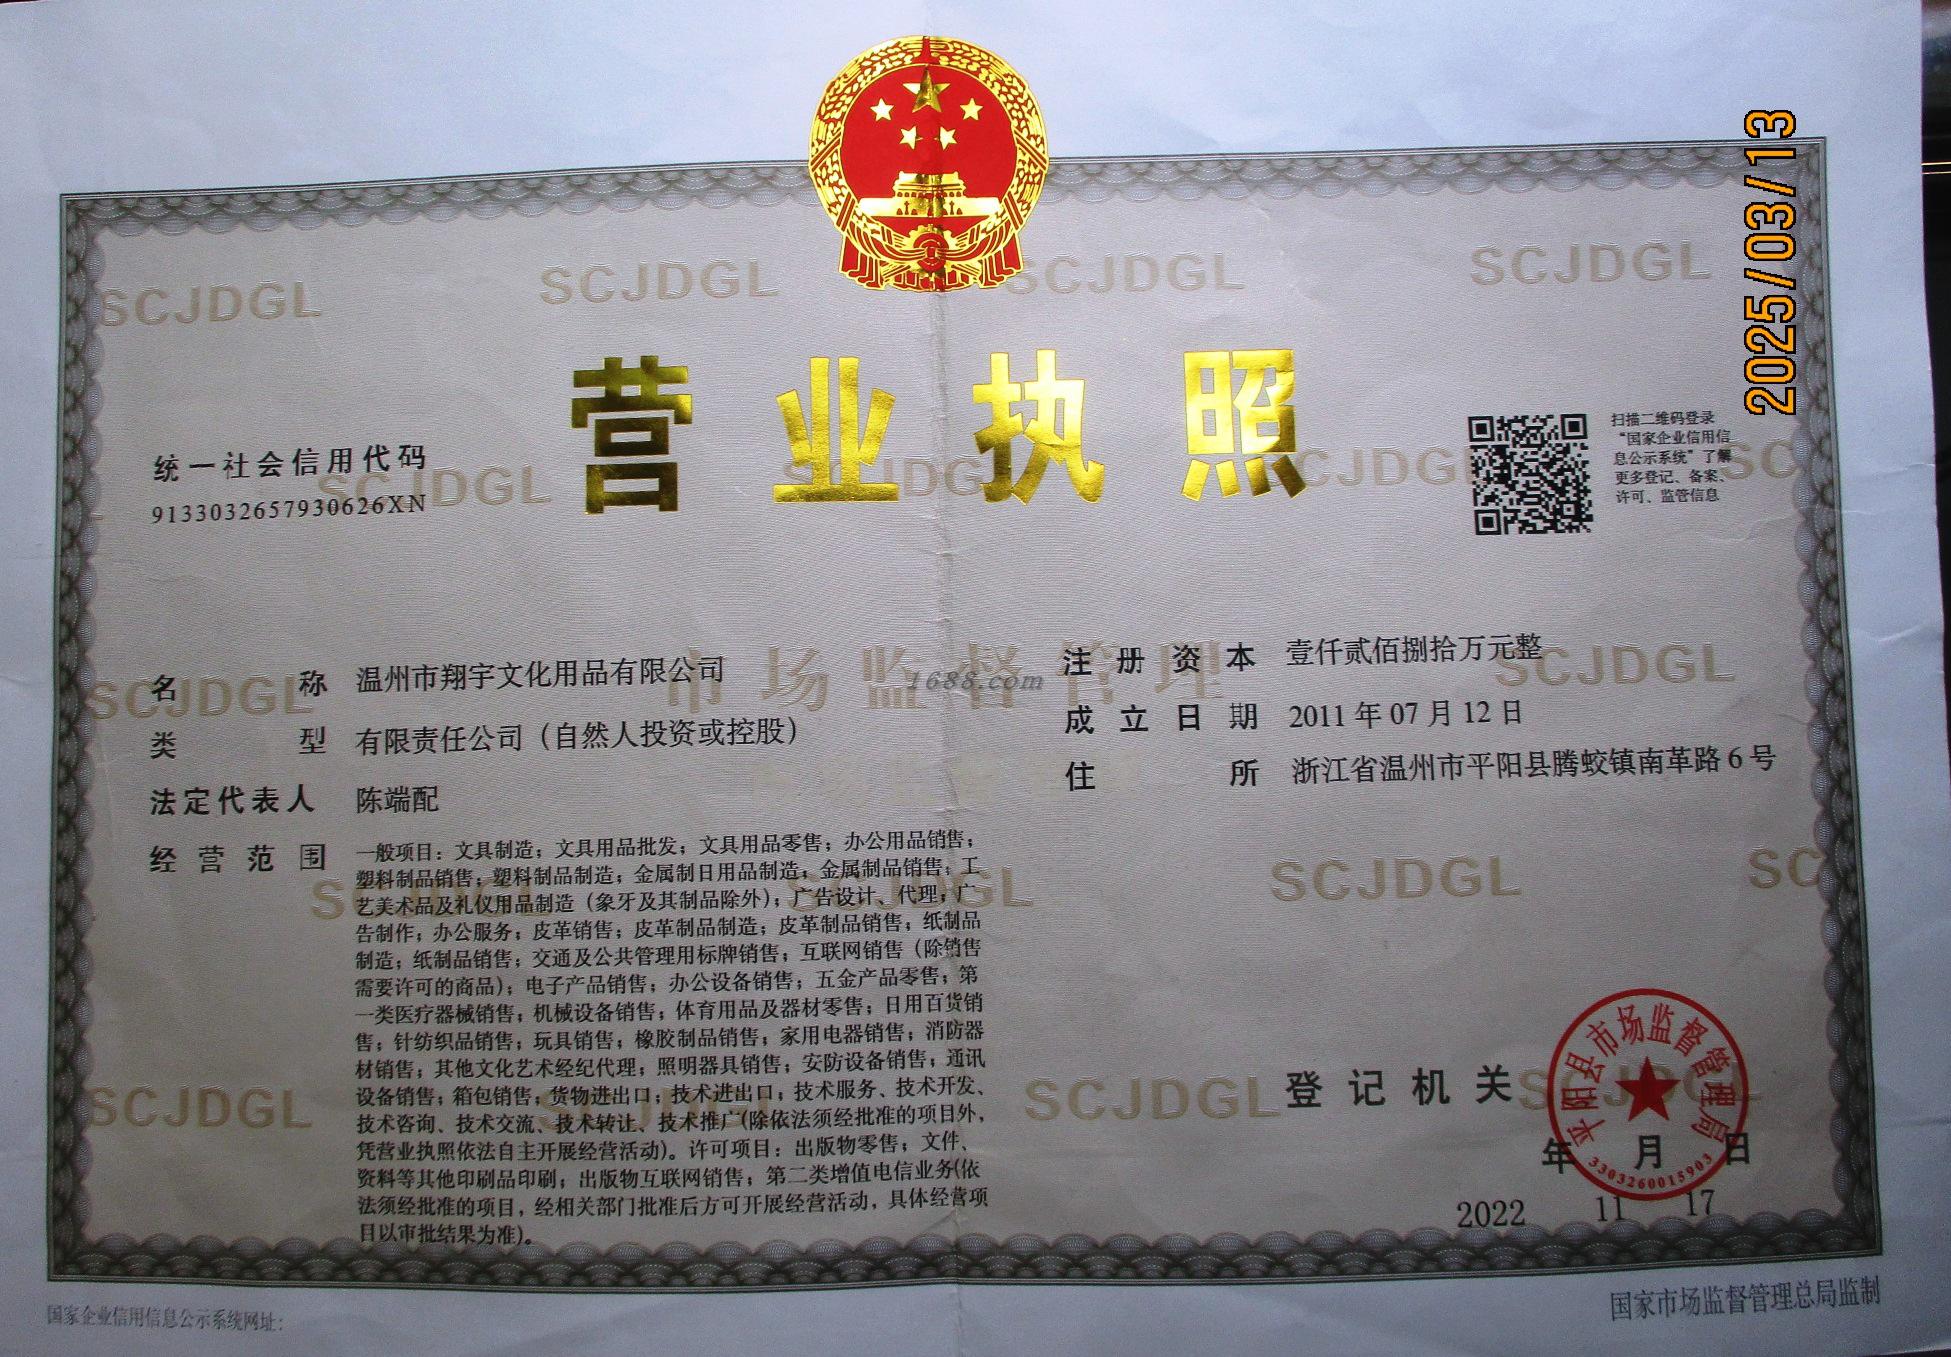 2025/03/13
营业执照
统一社会信用代码
9133032657930626XN
扫描二维码登录
“国家企业信用信
息公示系统”了解
更多登记、备案、
许可、监管信息
名称 温州市翔宇文化用品有限公司
类型 有限责任公司（自然人投资或控股）
法定代表人 陈端配
经营范围 一般项目：文具制造；文具用品批发；文具用品零售；办公用品销售；
塑料制品销售；塑料制品制造；金属制日用品制造；金属制品销售；工
艺美术品及礼仪用品制造（象牙及其制品除外）；广告设计、代理；广
告制作；办公服务；皮革销售；皮革制品制造；皮革制品销售；纸制品
制造；纸制品销售；交通及公共管理用标牌销售；互联网销售（除销售
需要许可的商品）；电子产品销售；办公设备销售；五金产品零售；第
一类医疗器械销售；机械设备销售；体育用品及器材零售；日用百货销
售；针纺织品销售；玩具销售；橡胶制品销售；家用电器销售；消防器
材销售；其他文化艺术经纪代理；照明器具销售；安防设备销售；通讯
设备销售；箱包销售；货物进出口；技术进出口；技术服务、技术开发、
技术咨询、技术交流、技术转让、技术推广(除依法须经批准的项目外，
凭营业执照依法自主开展经营活动)。许可项目：出版物零售；文件、
资料等其他印刷品印刷；出版物互联网销售；第二类增值电信业务(依
法须经批准的项目，经相关部门批准后方可开展经营活动，具体经营项
目以审批结果为准)。
注册资本 壹仟贰佰捌拾万元整
成立日期 2011年07月12日
住所 浙江省温州市平阳县腾蛟镇南革路6号
1688.com
市场监督管理
SCJDGL
SCJDGL
SCJDGL
SCJDGL
SCJDGL
SCJDGL
SCJDGL
SCJDGL
SCJDGL
登记机关
平阳县市场监督管理局
3303260015903
年月日
2022 11 17
国家企业信用信息公示系统网址：
国家市场监督管理总局监制